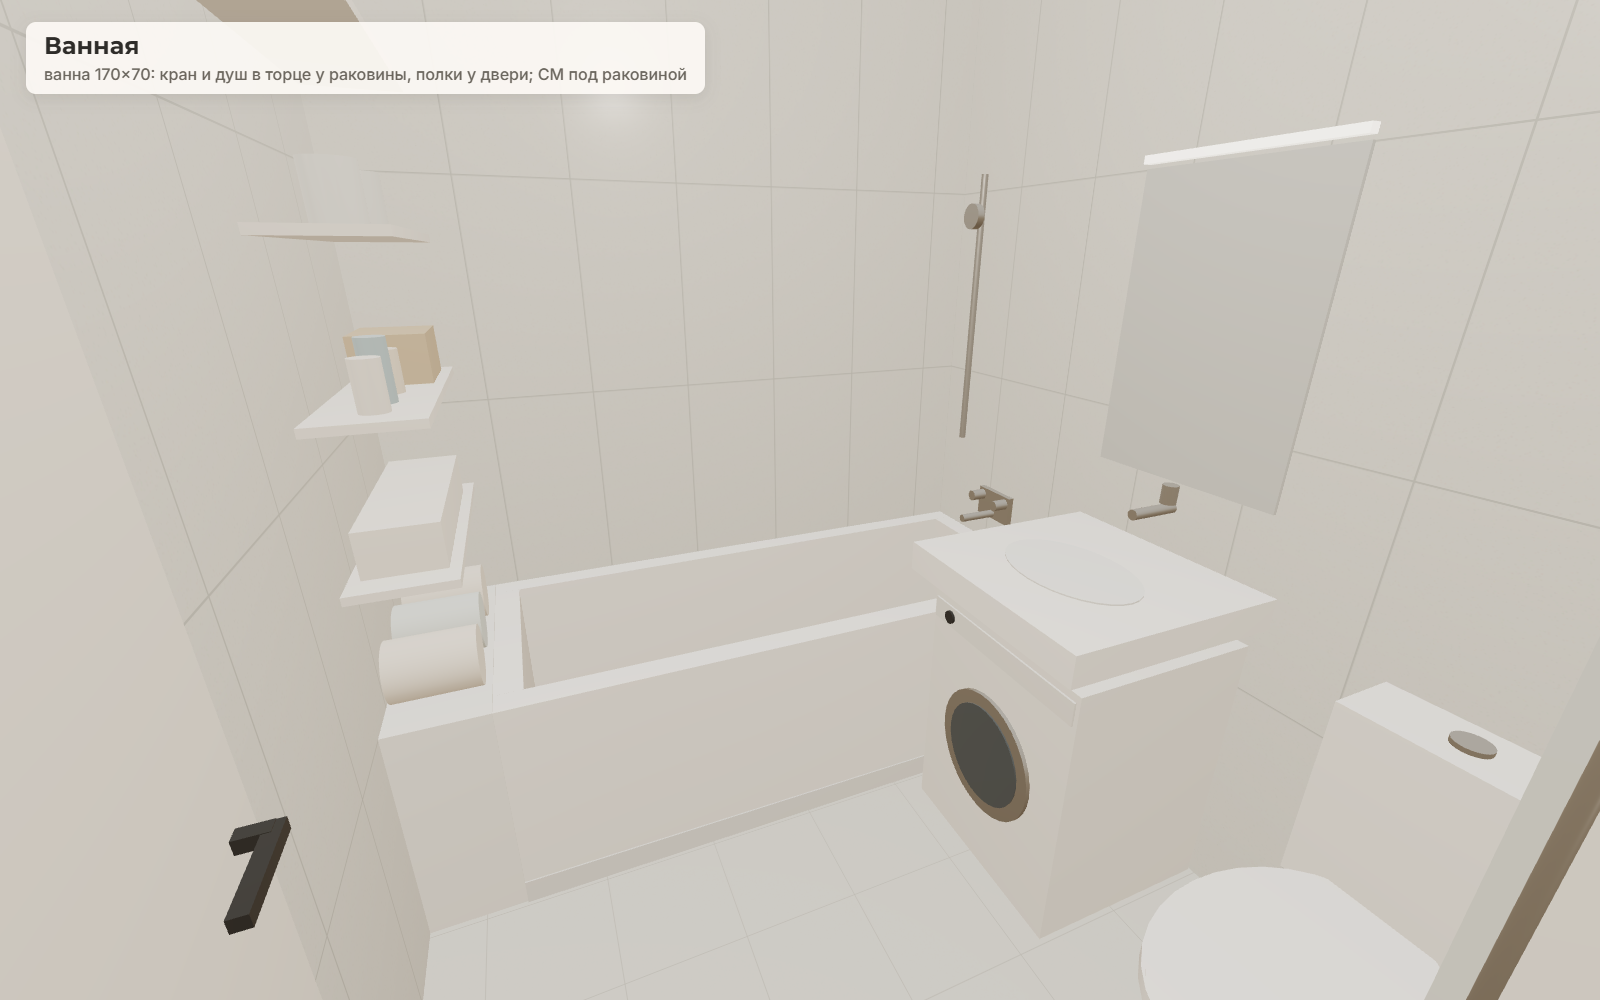 Ванная
ванна 170×70: кран и душ в торце у раковины, полки у двери; СМ под раковиной